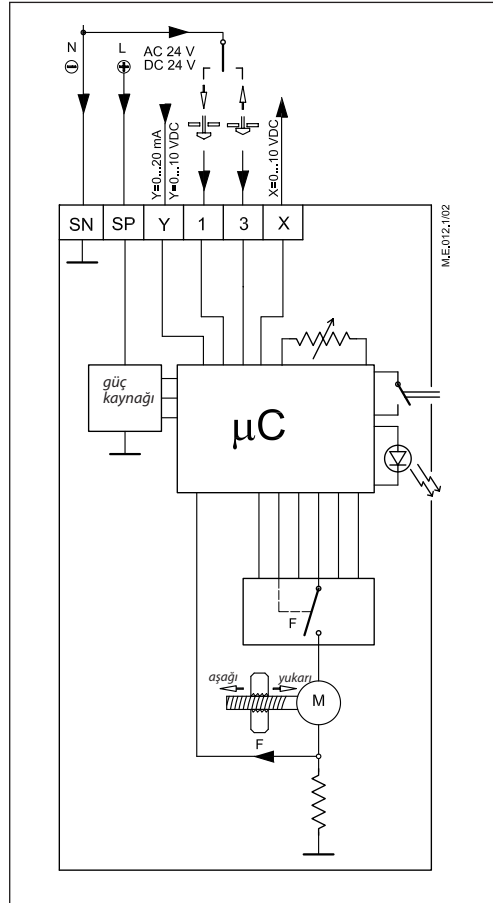 N L AC 24 V
DC 24 V
Y=0...20 mA
Y=0...10 VDC
X=0...10 VDC
SN SP Y 1 3 X
M.E.012.1/02
güç
kaynağı
µC
F
aşağı yukarı
M
F